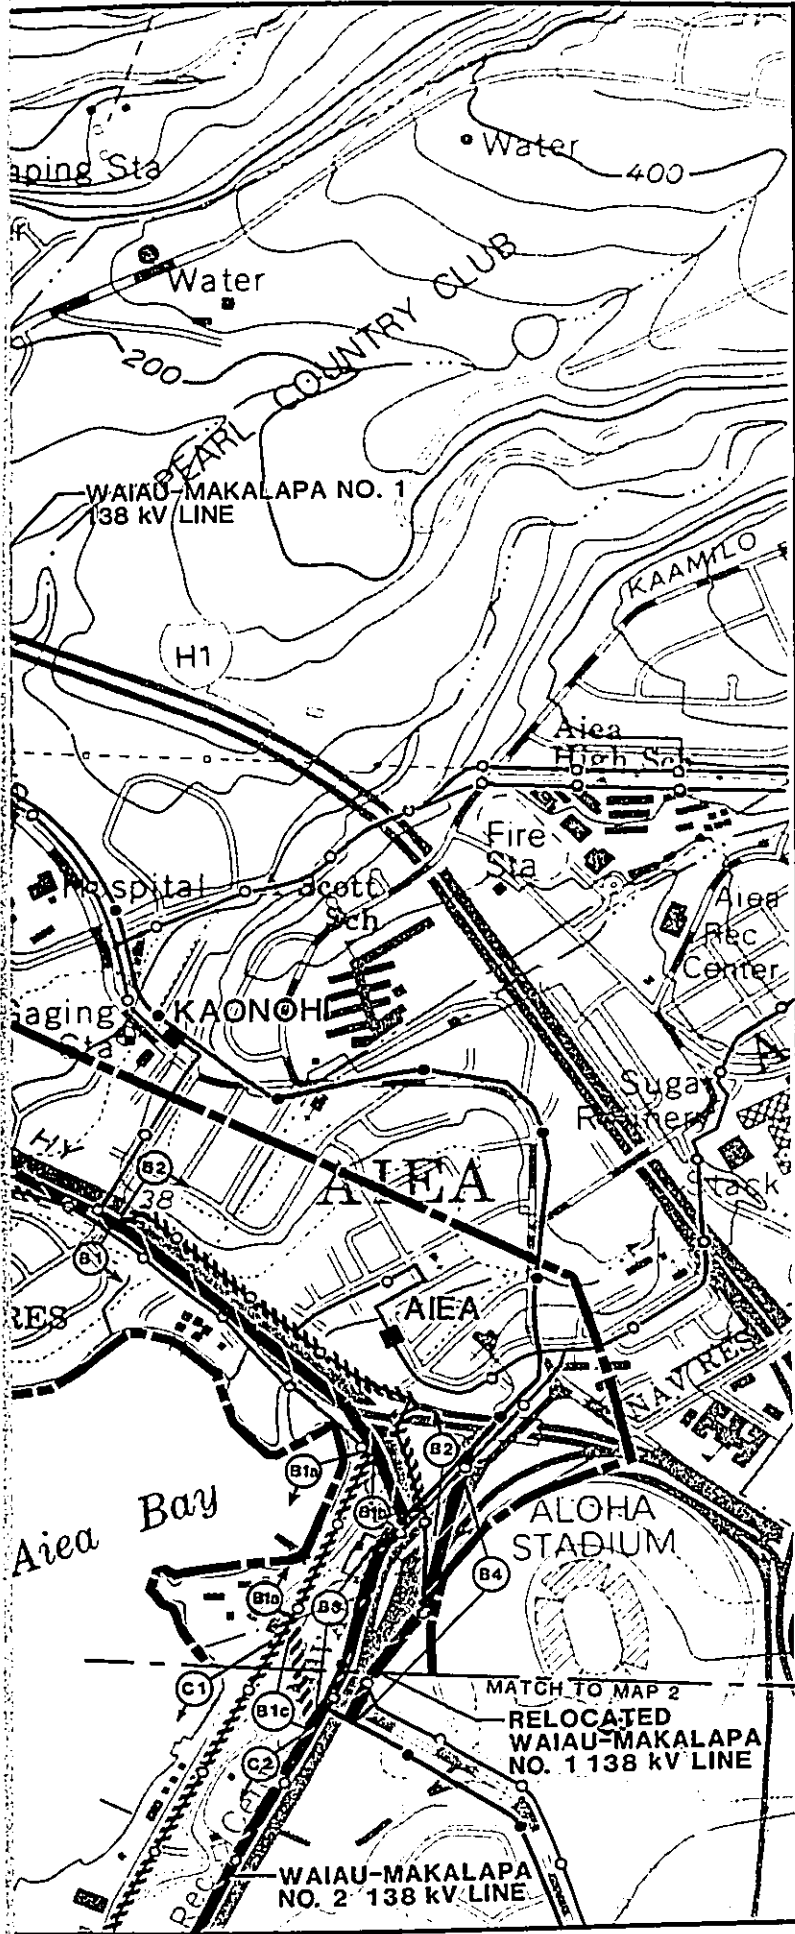 Water
400
Sta
Water
PEARL COUNTRY CLUB
200
WAIAU-MAKALAPA NO. 1
138 kV LINE
KAAMILO
H1
Aiea
High Sch
Fire
Sta
Hospital
Scott
Sch
Aiea
Rec
Center
Gaging
Sta
KAONOHI
Sugar
Refinery
HY
B2
38
AIEA
Stack
B1
RES
AIEA
NAV RES
B2
B1a
B1b
Aiea Bay
ALOHA
STADIUM
B4
B1a
B3
C1
MATCH TO MAP 2
B1c
RELOCATED
WAIAU-MAKALAPA
NO. 1 138 kV LINE
C2
Rec Cen
WAIAU-MAKALAPA
NO. 2 138 kV LINE